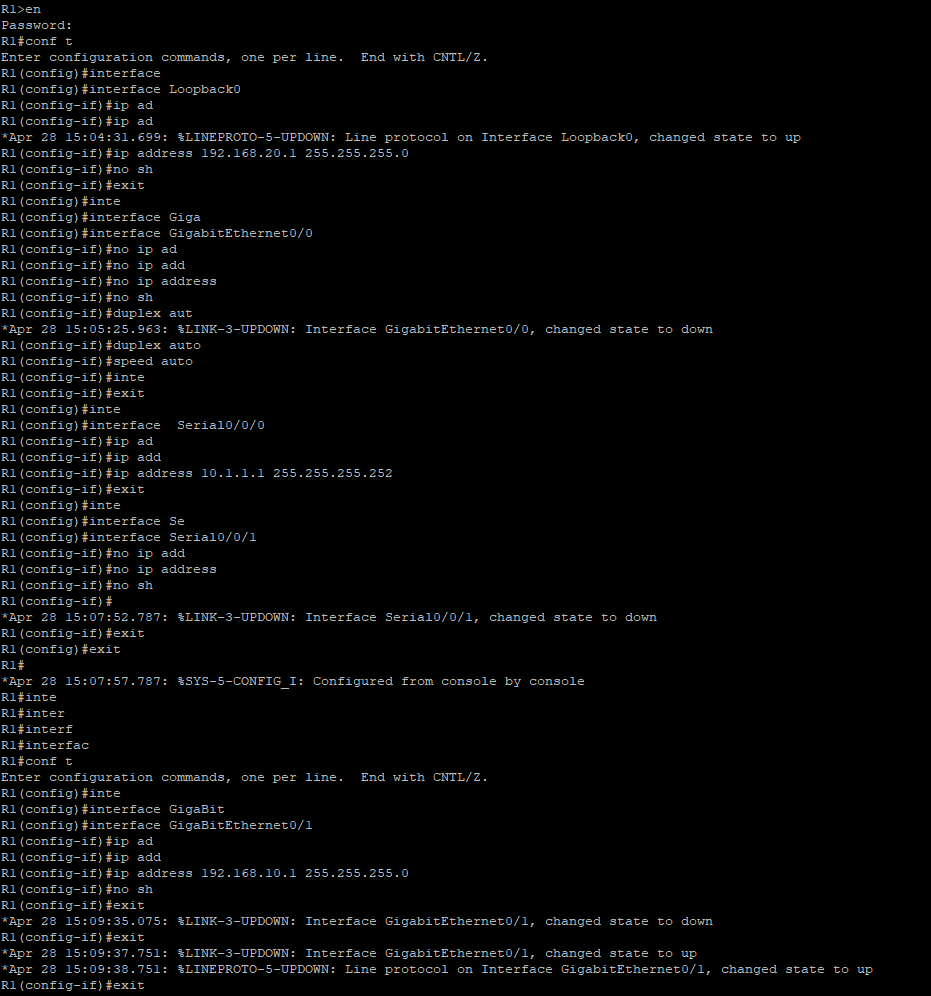 R1>en
Password:
R1#conf t
Enter configuration commands, one per line.  End with CNTL/Z.
R1(config)#interface
R1(config)#interface Loopback0
R1(config-if)#ip ad
R1(config-if)#ip ad
*Apr 28 15:04:31.699: %LINEPROTO-5-UPDOWN: Line protocol on Interface Loopback0, changed state to up
R1(config-if)#ip address 192.168.20.1 255.255.255.0
R1(config-if)#no sh
R1(config-if)#exit
R1(config)#inte
R1(config)#interface Giga
R1(config)#interface GigabitEthernet0/0
R1(config-if)#no ip ad
R1(config-if)#no ip add
R1(config-if)#no ip address
R1(config-if)#no sh
R1(config-if)#duplex aut
*Apr 28 15:05:25.963: %LINK-3-UPDOWN: Interface GigabitEthernet0/0, changed state to down
R1(config-if)#duplex auto
R1(config-if)#speed auto
R1(config-if)#inte
R1(config-if)#exit
R1(config)#inte
R1(config)#interface  Serial0/0/0
R1(config-if)#ip ad
R1(config-if)#ip add
R1(config-if)#ip address 10.1.1.1 255.255.255.252
R1(config-if)#exit
R1(config)#inte
R1(config)#interface Se
R1(config)#interface Serial0/0/1
R1(config-if)#no ip add
R1(config-if)#no ip address
R1(config-if)#no sh
R1(config-if)#
*Apr 28 15:07:52.787: %LINK-3-UPDOWN: Interface Serial0/0/1, changed state to down
R1(config-if)#exit
R1(config)#exit
R1#
*Apr 28 15:07:57.787: %SYS-5-CONFIG_I: Configured from console by console
R1#inte
R1#inter
R1#interf
R1#interfac
R1#conf t
Enter configuration commands, one per line.  End with CNTL/Z.
R1(config)#inte
R1(config)#interface GigaBit
R1(config)#interface GigaBitEthernet0/1
R1(config-if)#ip ad
R1(config-if)#ip add
R1(config-if)#ip address 192.168.10.1 255.255.255.0
R1(config-if)#no sh
R1(config-if)#exit
*Apr 28 15:09:35.075: %LINK-3-UPDOWN: Interface GigabitEthernet0/1, changed state to down
R1(config-if)#exit
*Apr 28 15:09:37.751: %LINK-3-UPDOWN: Interface GigabitEthernet0/1, changed state to up
*Apr 28 15:09:38.751: %LINEPROTO-5-UPDOWN: Line protocol on Interface GigabitEthernet0/1, changed state to up
R1(config-if)#exit